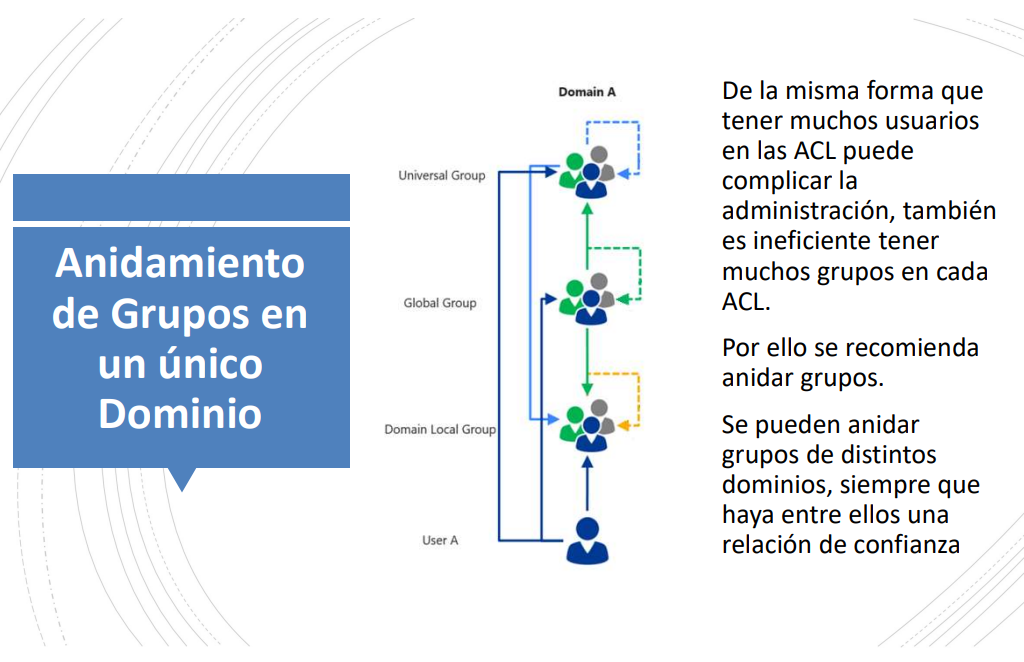 Anidamiento
de Grupos en
un único
Dominio
Domain A
Universal Group
Global Group
Domain Local Group
User A
De la misma forma que
tener muchos usuarios
en las ACL puede
complicar la
administración, también
es ineficiente tener
muchos grupos en cada
ACL.
Por ello se recomienda
anidar grupos.
Se pueden anidar
grupos de distintos
dominios, siempre que
haya entre ellos una
relación de confianza